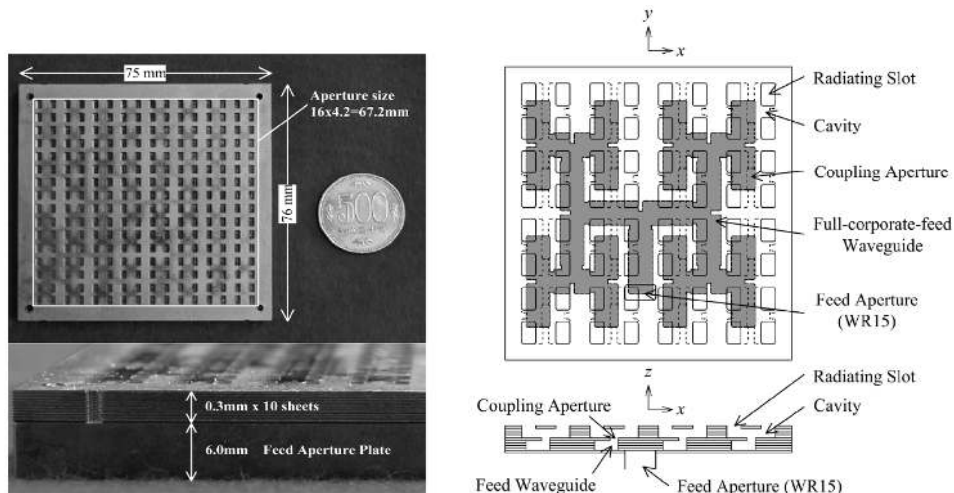 75 mm
Aperture size
16x4.2=67.2mm
76 mm
500
0.3mm x 10 sheets
6.0mm Feed Aperture Plate
y
x
Radiating Slot
Cavity
Coupling Aperture
Full-corporate-feed
Waveguide
Feed Aperture
(WR15)
z
x
Radiating Slot
Coupling Aperture
Cavity
Feed Waveguide
Feed Aperture (WR15)